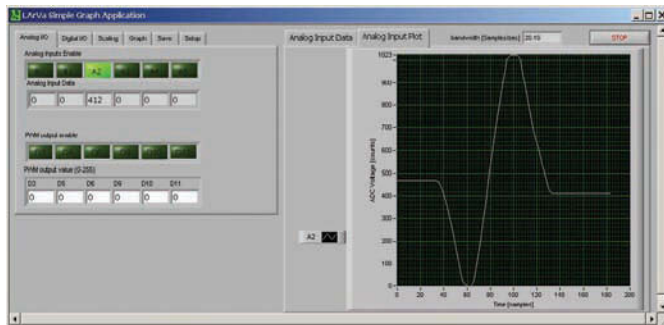 LArVa Simple Graph Application
Analog I/O Digital I/O Scaling Graph Save Setup
Analog Inputs Enable
A2
Analog Input Data
0 0 412 0 0 0
PWM output enable
PWM output value (0-255)
D3 D5 D6 D9 D10 D11
0 0 0 0 0 0
Analog Input Data Analog Input Plot
bandwidth [Samples/sec]
STOP
A2
ADC Voltage [counts]
1023
900
800
700
600
500
400
300
200
100
0
0 20 40 60 80 100 120 140 160 180 200
Time [samples]